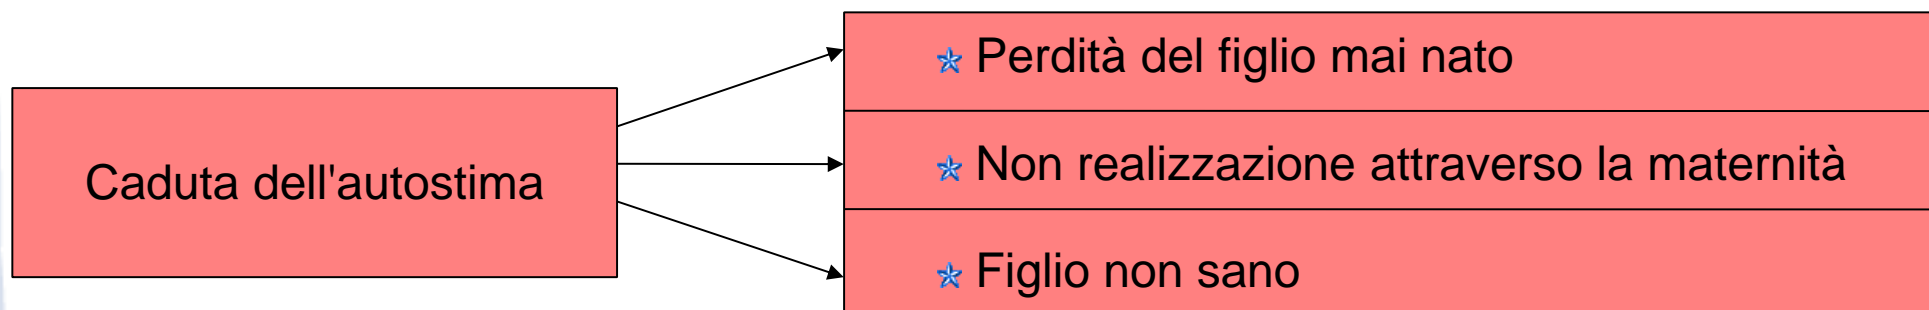 Caduta dell'autostima
Perdità del figlio mai nato
Non realizzazione attraverso la maternità
Figlio non sano